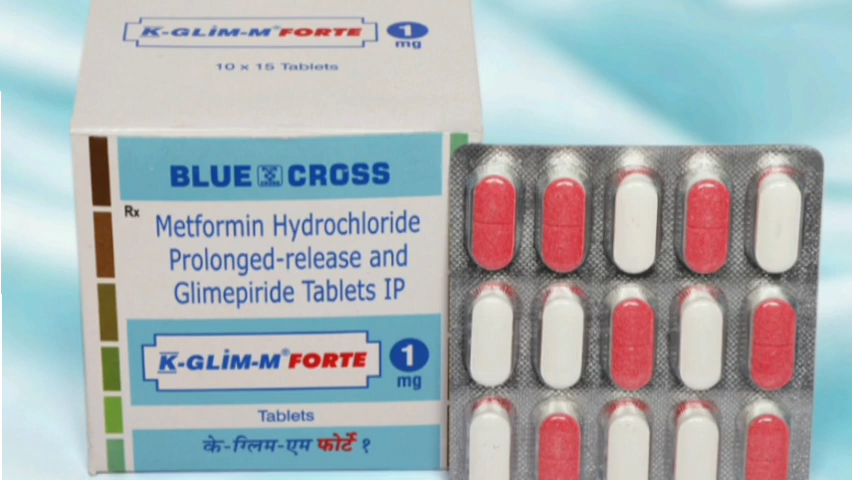 K-GLIM-M® FORTE 1 mg
10 x 15 Tablets
BLUE CROSS
Rx
Metformin Hydrochloride
Prolonged-release and
Glimepiride Tablets IP
K-GLIM-M® FORTE 1 mg
Tablets
के-ग्लिम-एम फोर्टे १